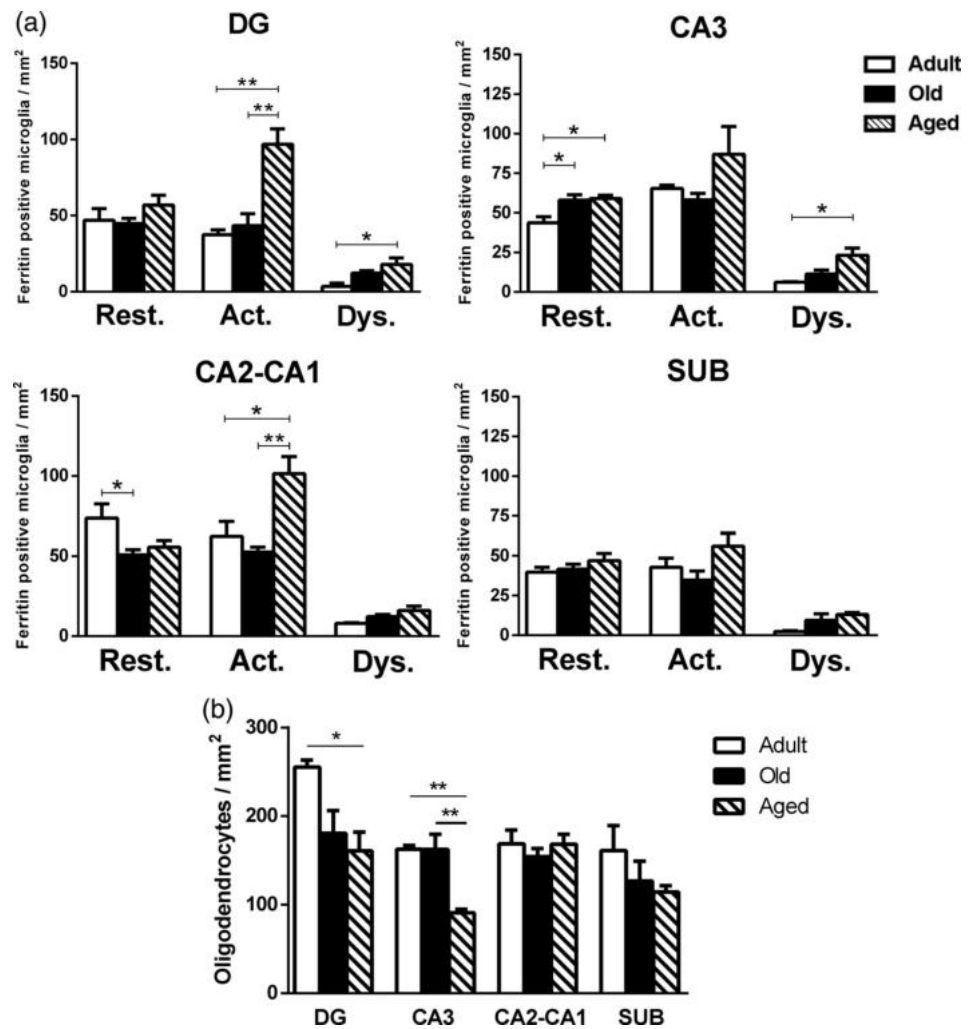 (a)
DG
CA3
Adult
Old
Aged
Ferritin positive microglia / mm²
150
100
50
0
**
**
*
Rest. Act. Dys.
Ferritin positive microglia / mm²
150
125
100
75
50
25
0
*
*
*
Rest. Act. Dys.
CA2-CA1
SUB
Ferritin positive microglia / mm²
150
100
50
0
*
*
**
Rest. Act. Dys.
Ferritin positive microglia / mm²
150
125
100
75
50
25
0
Rest. Act. Dys.
(b)
Oligodendrocytes / mm²
300
200
100
0
*
**
**
Adult
Old
Aged
DG CA3 CA2-CA1 SUB